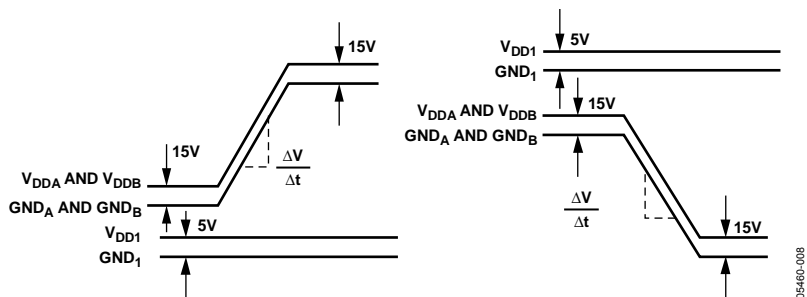 15V
15V
ΔV
Δt
VDDA AND VDDB
GNDA AND GNDB
VDD1
5V
GND1
VDD1
5V
GND1
VDDA AND VDDB
15V
GNDA AND GNDB
ΔV
Δt
15V
05460-008